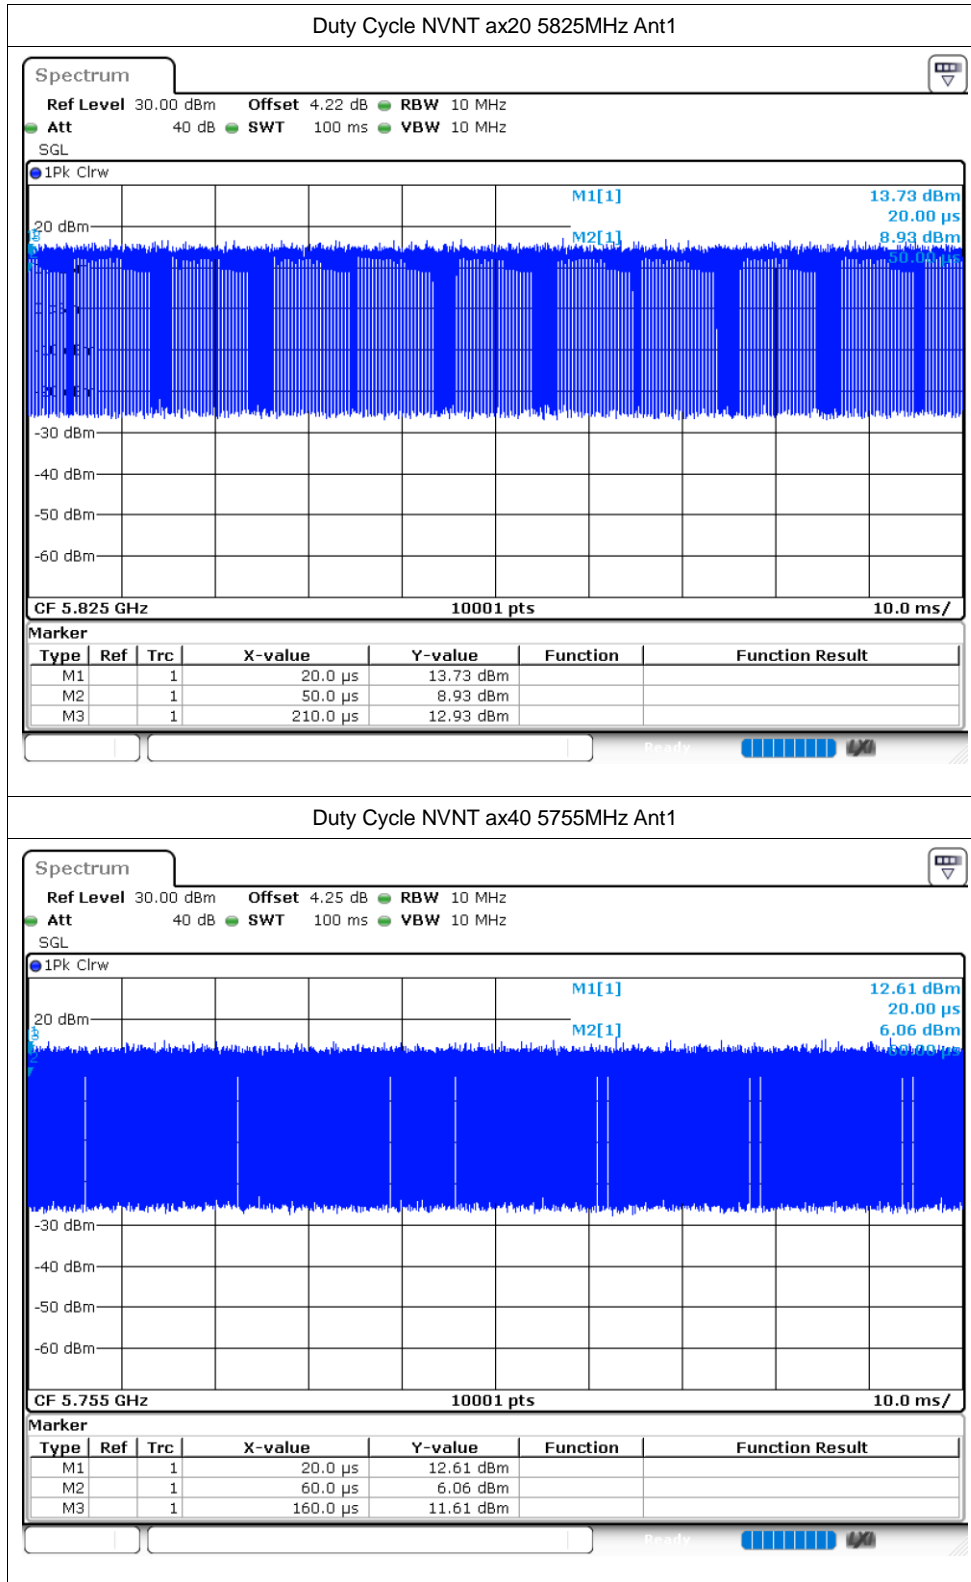 Duty Cycle NVNT ax20 5825MHz Ant1
Spectrum
Ref Level 30.00 dBm Offset 4.22 dB RBW 10 MHz
Att 40 dB SWT 100 ms VBW 10 MHz
SGL
1Pk Clrw
M1[1] 13.73 dBm
20.00 µs
20 dBm
M2[1] 8.93 dBm
50.00 µs
-30 dBm
-40 dBm
-50 dBm
-60 dBm
CF 5.825 GHz 10001 pts 10.0 ms/
Marker
Type Ref Trc X-value Y-value Function Function Result
M1 1 20.0 µs 13.73 dBm
M2 1 50.0 µs 8.93 dBm
M3 1 210.0 µs 12.93 dBm
Ready LXI
Duty Cycle NVNT ax40 5755MHz Ant1
Spectrum
Ref Level 30.00 dBm Offset 4.25 dB RBW 10 MHz
Att 40 dB SWT 100 ms VBW 10 MHz
SGL
1Pk Clrw
M1[1] 12.61 dBm
20.00 µs
20 dBm
M2[1] 6.06 dBm
60.00 µs
-30 dBm
-40 dBm
-50 dBm
-60 dBm
CF 5.755 GHz 10001 pts 10.0 ms/
Marker
Type Ref Trc X-value Y-value Function Function Result
M1 1 20.0 µs 12.61 dBm
M2 1 60.0 µs 6.06 dBm
M3 1 160.0 µs 11.61 dBm
Ready LXI